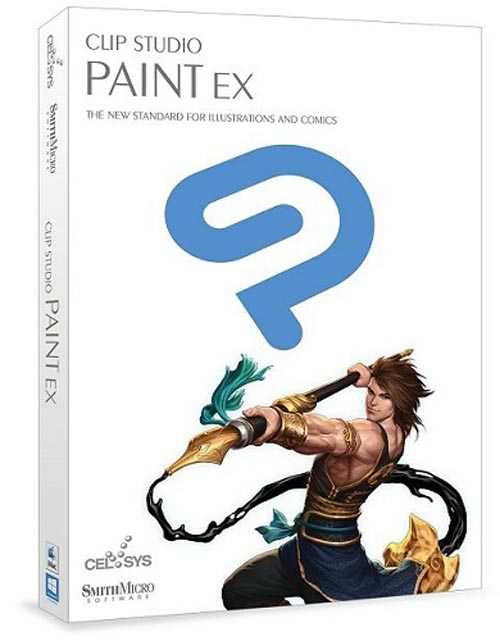 CLIP STUDIO
PAINT EX
THE NEW STANDARD FOR ILLUSTRATIONS AND COMICS
CELSYS
SMITHMICRO
SOFTWARE
CELSYS
SMITHMICRO
SOFTWARE
CLIP STUDIO
PAINT EX